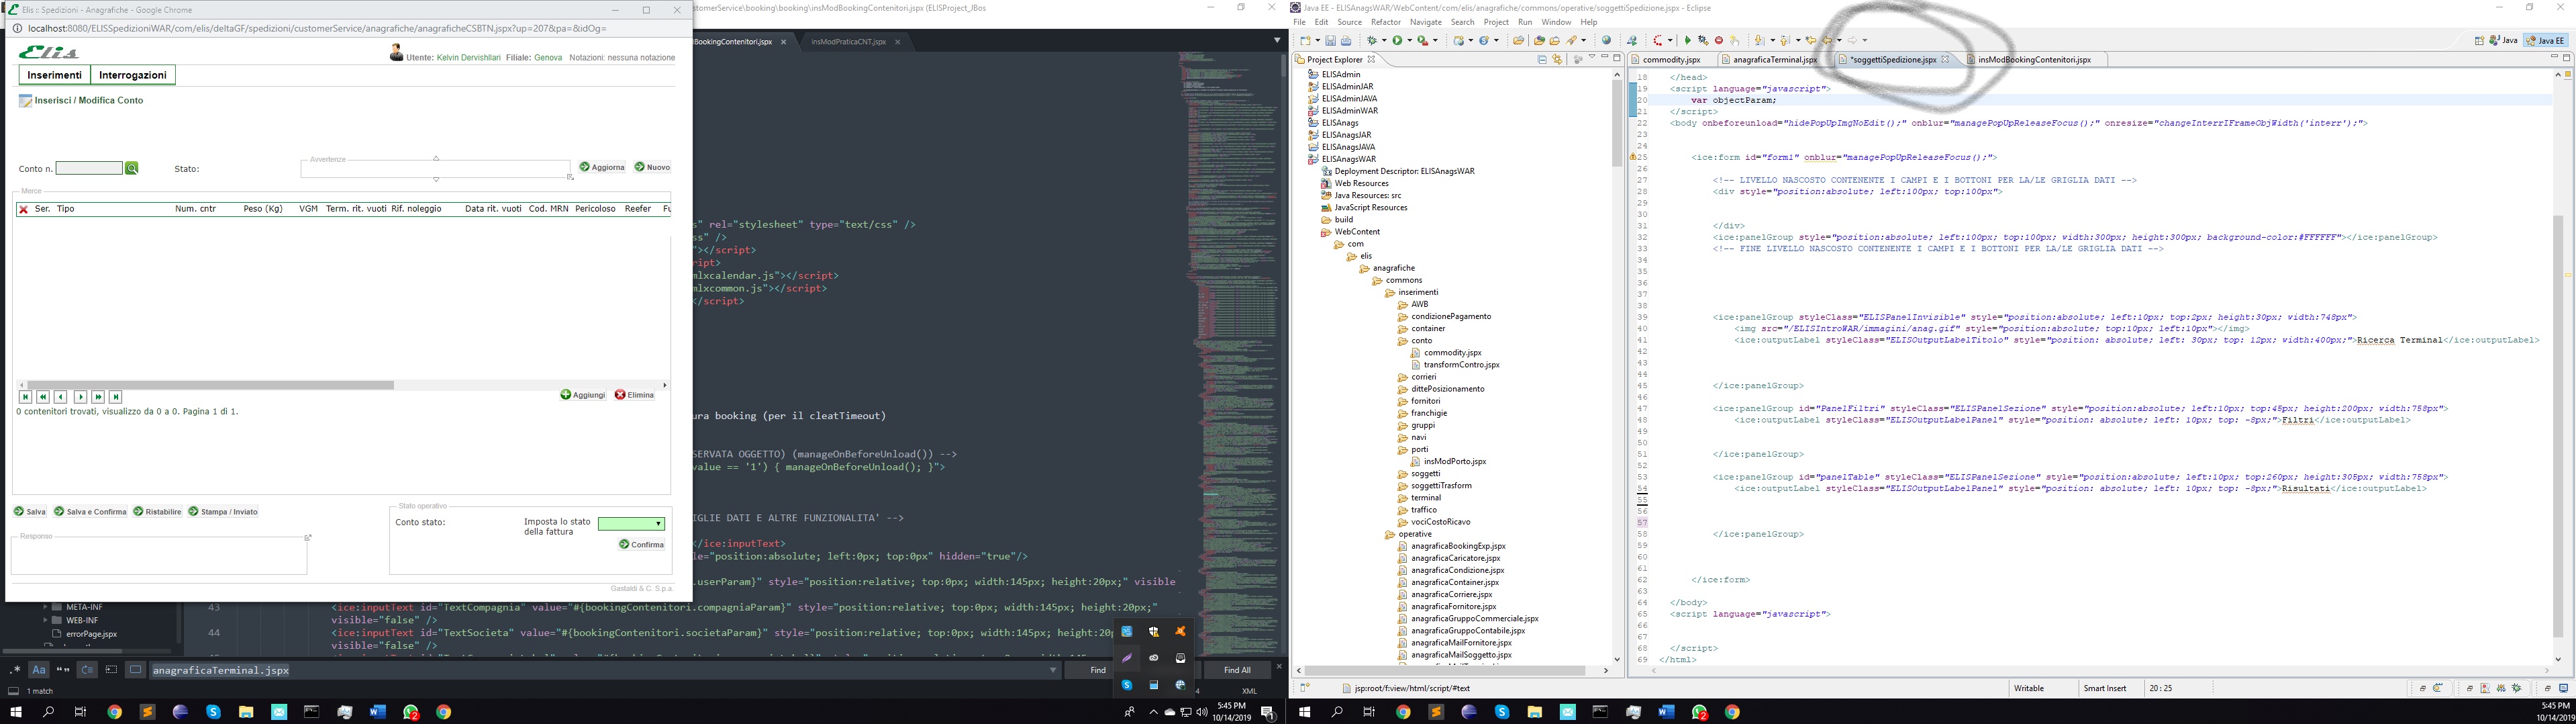 Elis :: Spedizioni - Anagrafiche - Google Chrome
localhost:8080/ELISSpedizioniWAR/com/elis/deltaGF/spedizioni/customerService/anagrafiche/anagraficheCSBTN.jspx?up=207&pa=&idOg=
Elis
Utente: Kelvin Dervishllari Filiale: Genova Notazioni: nessuna notazione
Inserimenti Interrogazioni
Inserisci / Modifica Conto
Conto n. Stato: Avvertenze Aggiorna Nuovo
Merce
Ser. Tipo Num. cntr Peso (Kg) VGM Term. rit. vuoti Rif. noleggio Data rit. vuoti Cod. MRN Pericoloso Reefer Fu
Aggiungi Elimina
0 contenitori trovati, visualizzo da 0 a 0. Pagina 1 di 1.
Salva Salva e Confirma Ristabilire Stampa / Inviato
Stato operativo
Conto stato: Imposta lo stato
della fattura
Confirma
Responso
Gastaldi & C. S.p.a.
stomerService\booking\booking\insModBookingContenitori.jspx (ELISProject_JBos
BookingContenitori.jspx insModPraticaCNT.jspx
s" rel="stylesheet" type="text/css" />
ss" />
"></script>
ript>
mlxcalendar.js"></script>
mlxcommon.js"></script>
</script>
ura booking (per il cleatTimeout)
SERVATA OGGETTO) (manageOnBeforeUnload()) -->
value == '1') { manageOnBeforeUnload(); }">
IGLIE DATI E ALTRE FUNZIONALITA' -->
</ice:inputText>
le="position:absolute; left:0px; top:0px" hidden="true"/>
.userParam}" style="position:relative; top:0px; width:145px; height:20px;" visible
43 <ice:inputText id="TextCompagnia" value="#{bookingContenitori.compagniaParam}" style="position:relative; top:0px; width:145px; height:20px;"
visible="false" />
44 <ice:inputText id="TextSocieta" value="#{bookingContenitori.societaParam}" style="position:relative; top:0px; width:145px; height:20p
visible="false" />
META-INF
WEB-INF
errorPage.jspx
.* Aa "" anagraficaTerminal.jspx Find Find All
1 match 4 XML
5:45 PM
10/14/2019
Java EE - ELISAnagsWAR/WebContent/com/elis/anagrafiche/commons/operative/soggettiSpedizione.jspx - Eclipse
File Edit Source Refactor Navigate Search Project Run Window Help
Java Java EE
Project Explorer
ELISAdmin
ELISAdminJAR
ELISAdminJAVA
ELISAdminWAR
ELISAnags
ELISAnagsJAR
ELISAnagsJAVA
ELISAnagsWAR
Deployment Descriptor: ELISAnagsWAR
Web Resources
Java Resources: src
JavaScript Resources
build
WebContent
com
elis
anagrafiche
commons
inserimenti
AWB
condizionePagamento
container
conto
commodity.jspx
transformContro.jspx
corrieri
dittePosizionamento
fornitori
franchigie
gruppi
navi
porti
insModPorto.jspx
soggetti
soggettiTrasform
terminal
traffico
vociCostoRicavo
operative
anagraficaBookingExp.jspx
anagraficaCaricatore.jspx
anagraficaCondizione.jspx
anagraficaContainer.jspx
anagraficaCorriere.jspx
anagraficaFornitore.jspx
anagraficaGruppoCommerciale.jspx
anagraficaGruppoContabile.jspx
anagraficaMailFornitore.jspx
anagraficaMailSoggetto.jspx
commodity.jspx anagraficaTerminal.jspx *soggettiSpedizione.jspx insModBookingContenitori.jspx
18 </head>
19 <script language="javascript">
20 var objectParam;
21 </script>
22 <body onbeforeunload="hidePopUpImgNoEdit();" onblur="managePopUpReleaseFocus();" onresize="changeInterrIFrameObjWidth('interr');">
23
24
25 <ice:form id="form1" onblur="managePopUpReleaseFocus();">
26
27 <!-- LIVELLO NASCOSTO CONTENENTE I CAMPI E I BOTTONI PER LA/LE GRIGLIA DATI -->
28 <div style="position:absolute; left:100px; top:100px">
29
30
31 </div>
32 <ice:panelGroup style="position:absolute; left:100px; top:100px; width:300px; height:300px; background-color:#FFFFFF"></ice:panelGroup>
33 <!-- FINE LIVELLO NASCOSTO CONTENENTE I CAMPI E I BOTTONI PER LA/LE GRIGLIA DATI -->
34
35
36
37
38
39 <ice:panelGroup styleClass="ELISPanelInvisible" style="position:absolute; left:10px; top:2px; height:30px; width:748px">
40 <img src="/ELISIntroWAR/immagini/anag.gif" style="position:absolute; top:10px; left:10px"></img>
41 <ice:outputLabel styleClass="ELISOutputLabelTitolo" style="position: absolute; left: 30px; top: 12px; width:400px;">Ricerca Terminal</ice:outputLabel>
42
43
44
45 </ice:panelGroup>
46
47 <ice:panelGroup id="PanelFiltri" styleClass="ELISPanelSezione" style="position:absolute; left:10px; top:45px; height:200px; width:758px">
48 <ice:outputLabel styleClass="ELISOutputLabelPanel" style="position: absolute; left: 10px; top: -8px;">Filtri</ice:outputLabel>
49
50
51 </ice:panelGroup>
52
53 <ice:panelGroup id="panelTable" styleClass="ELISPanelSezione" style="position:absolute; left:10px; top:260px; height:305px; width:758px">
54 <ice:outputLabel styleClass="ELISOutputLabelPanel" style="position: absolute; left: 10px; top: -8px;">Risultati</ice:outputLabel>
55
56
57
58 </ice:panelGroup>
59
60
61
62 </ice:form>
63
64 </body>
65 <script language="javascript">
66
67
68 </script>
69 </html>
jsp:root/f:view/html/script/#text Writable Smart Insert 20 : 25
5:45 PM
10/14/2019